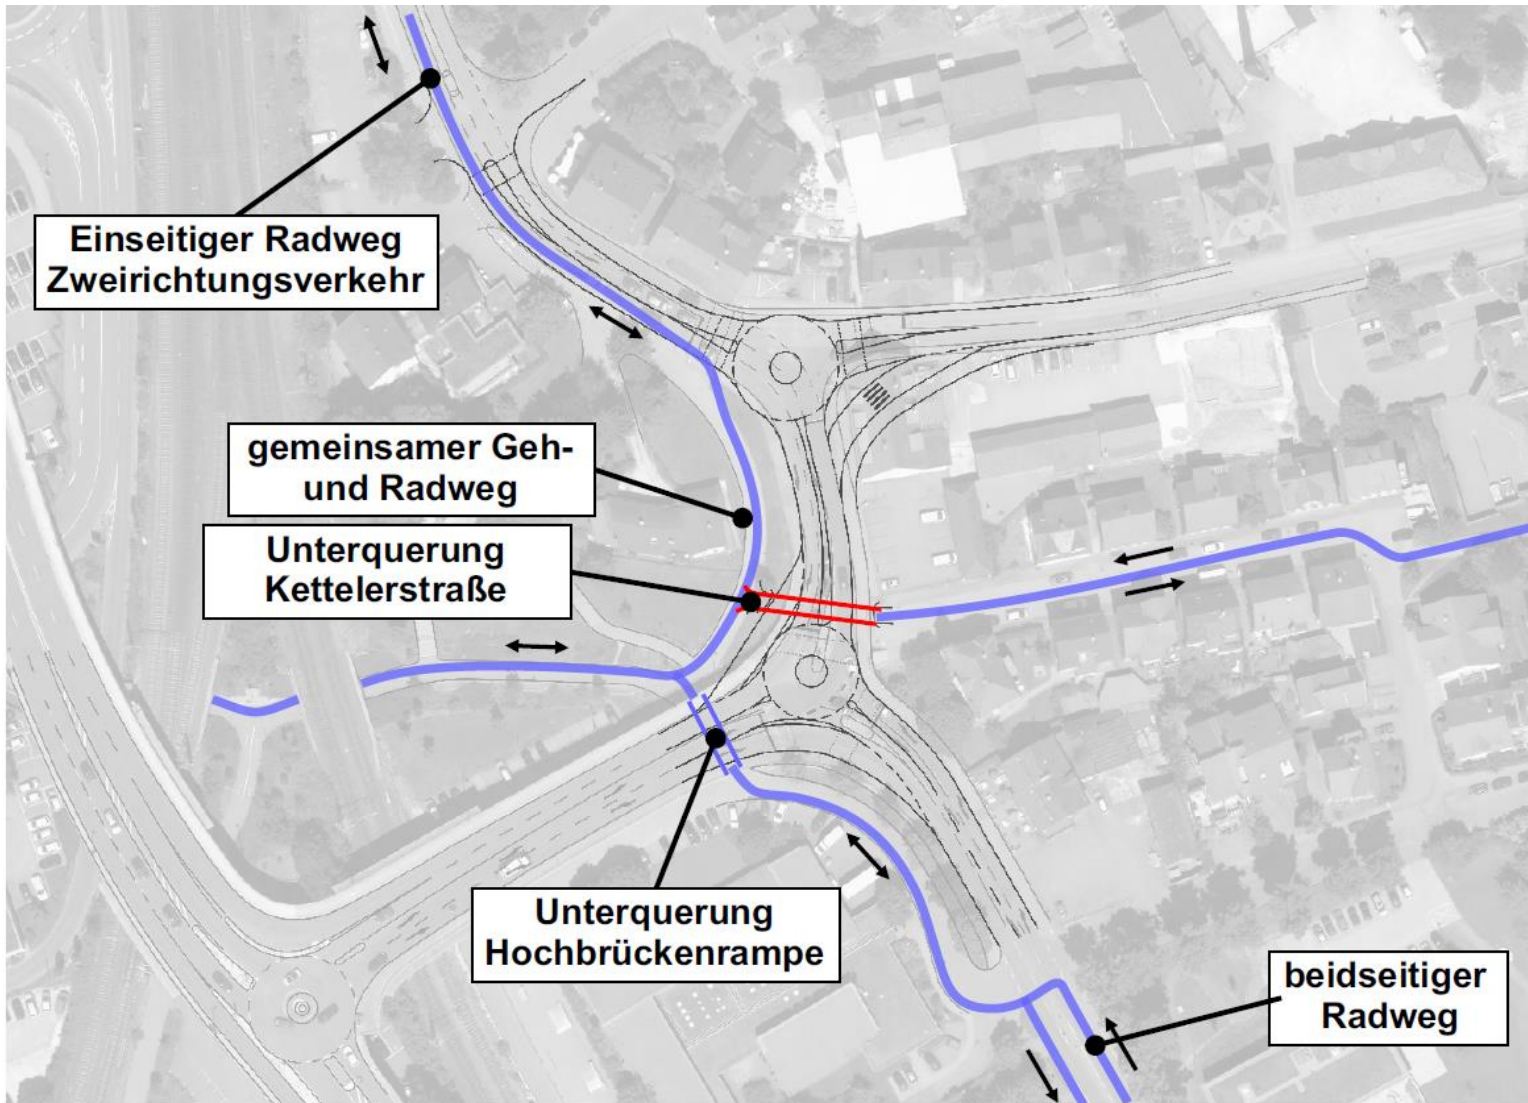 Einseitiger Radweg
Zweirichtungsverkehr
gemeinsamer Geh-
und Radweg
Unterquerung
Kettelerstraße
Unterquerung
Hochbrückenrampe
beidseitiger
Radweg